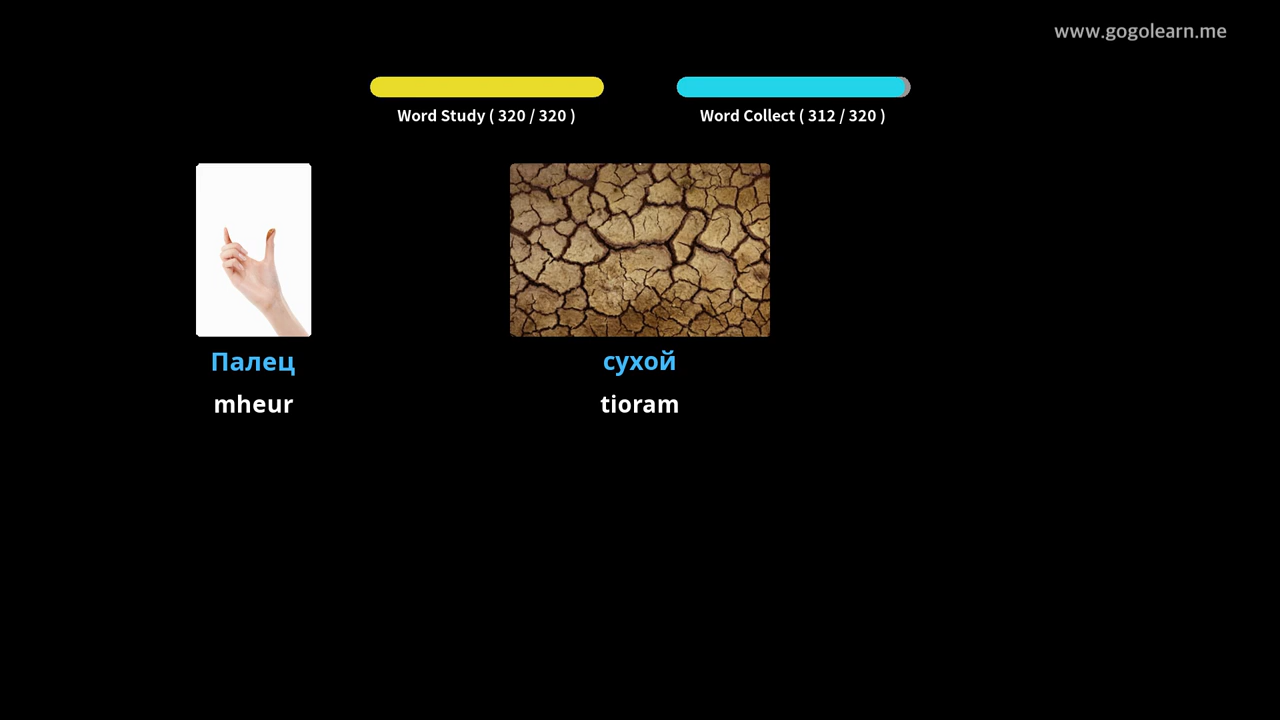 www.gogolearn.me
Word Study ( 320 / 320 )
Word Collect ( 312 / 320 )
Палец
mheur
сухой
tioram